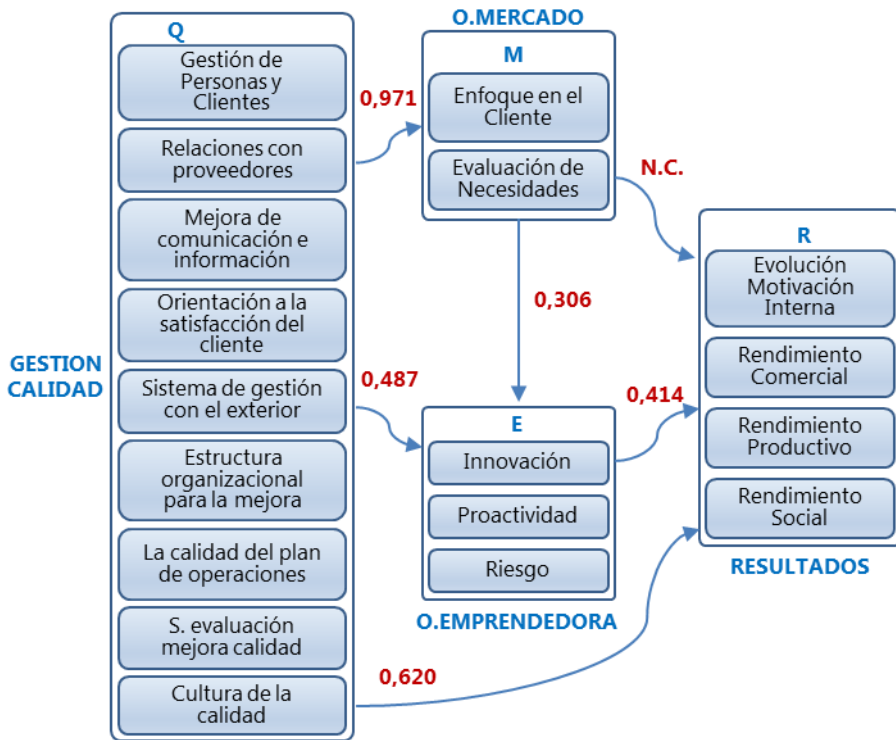 GESTION
CALIDAD
Q
Gestión de
Personas y
Clientes
Relaciones con
proveedores
Mejora de
comunicación e
información
Orientación a la
satisfacción del
cliente
Sistema de gestión
con el exterior
Estructura
organizacional
para la mejora
La calidad del plan
de operaciones
S. evaluación
mejora calidad
Cultura de la
calidad
0,971
0,487
0,620
O.MERCADO
M
Enfoque en el
Cliente
Evaluación de
Necesidades
N.C.
0,306
E
Innovación
Proactividad
Riesgo
O.EMPRENDEDORA
0,414
R
Evolución
Motivación
Interna
Rendimiento
Comercial
Rendimiento
Productivo
Rendimiento
Social
RESULTADOS